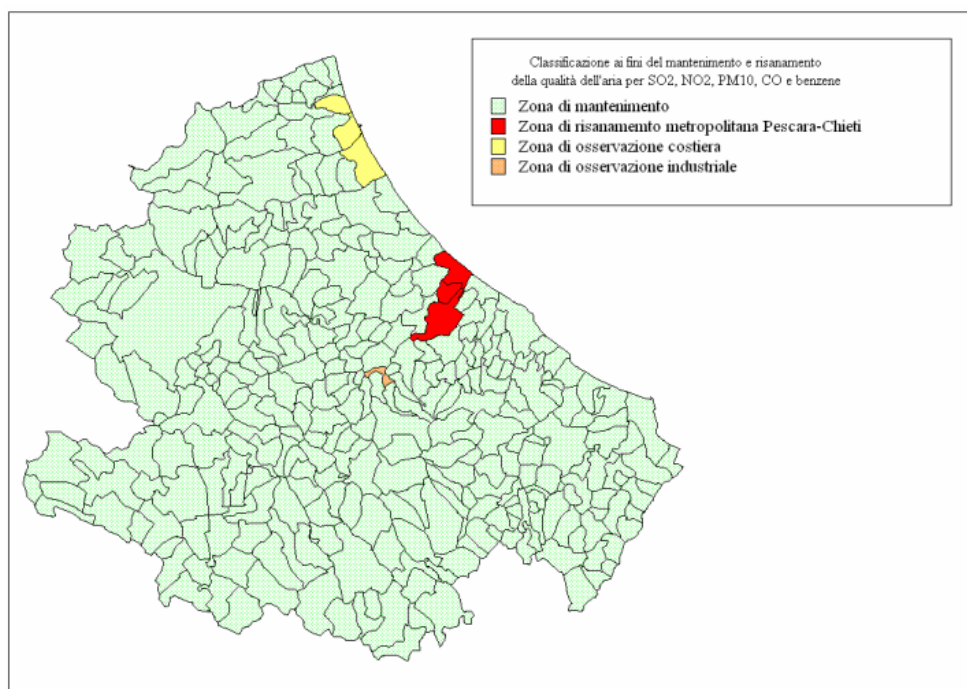 Classificazione ai fini del mantenimento e risanamento
della qualità dell'aria per SO2, NO2, PM10, CO e benzene
Zona di mantenimento
Zona di risanamemto metropolitana Pescara-Chieti
Zona di osservazione costiera
Zona di osservazione industriale